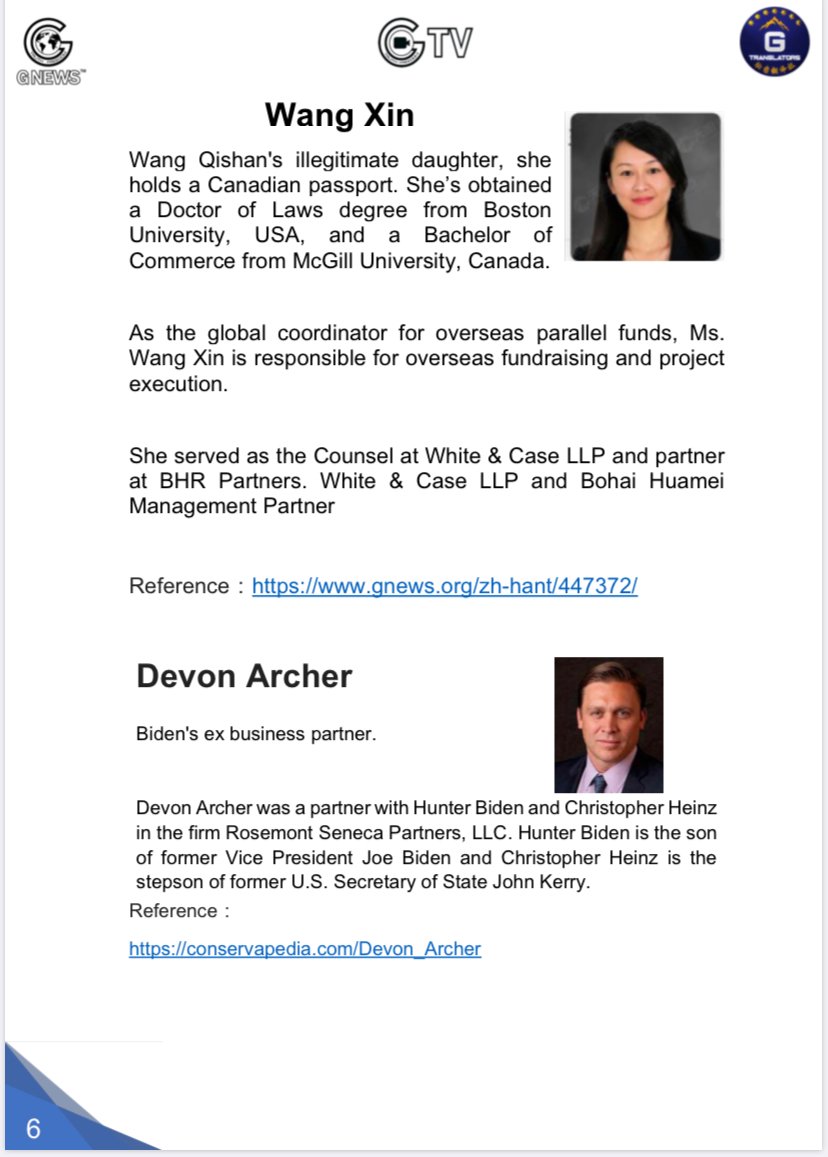 GNEWS™
GTV
G
TRANSLATORS
Wang Xin
Wang Qishan's illegitimate daughter, she
holds a Canadian passport. She’s obtained
a Doctor of Laws degree from Boston
University, USA, and a Bachelor of
Commerce from McGill University, Canada.
As the global coordinator for overseas parallel funds, Ms.
Wang Xin is responsible for overseas fundraising and project
execution.
She served as the Counsel at White & Case LLP and partner
at BHR Partners. White & Case LLP and Bohai Huamei
Management Partner
Reference：https://www.gnews.org/zh-hant/447372/
Devon Archer
Biden's ex business partner.
Devon Archer was a partner with Hunter Biden and Christopher Heinz
in the firm Rosemont Seneca Partners, LLC. Hunter Biden is the son
of former Vice President Joe Biden and Christopher Heinz is the
stepson of former U.S. Secretary of State John Kerry.
Reference：
https://conservapedia.com/Devon_Archer
6